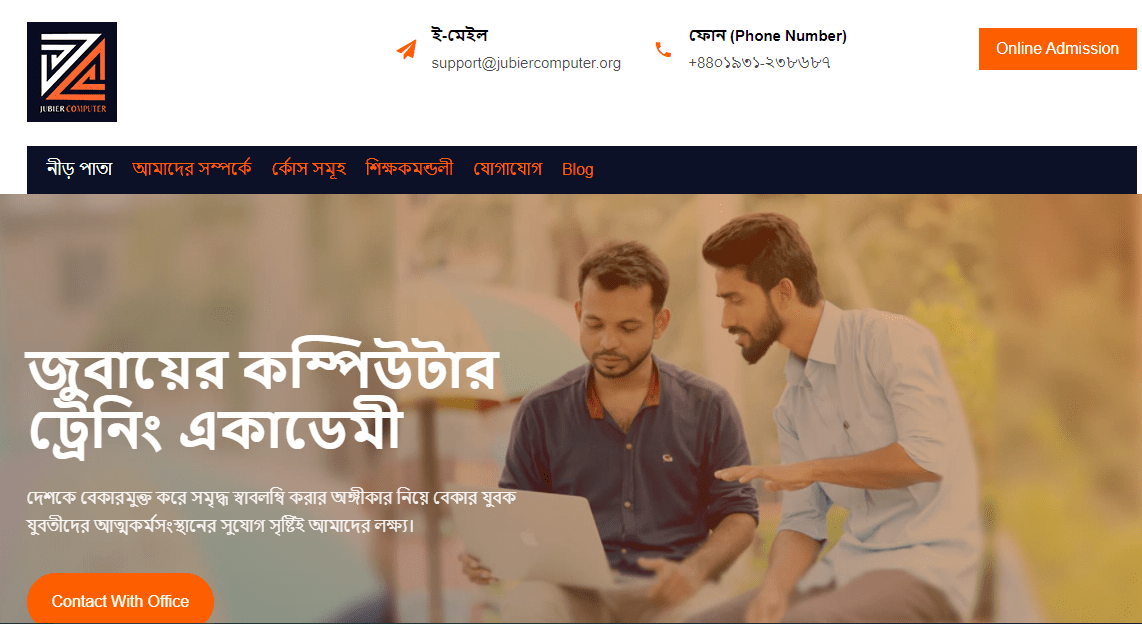 JUBIER COMPUTER
ই-মেইল
support@jubiercomputer.org
ফোন (Phone Number)
+৪৪০১৯৩১-২৩৮৬৮৭
Online Admission
নীড় পাতা আমাদের সম্পর্কে র্কোস সমূহ শিক্ষকমন্ডলী যোগাযোগ Blog
জুবায়ের কম্পিউটার
ট্রেনিং একাডেমী
দেশকে বেকারমুক্ত করে সমৃদ্ধ স্বাবলম্বি করার অঙ্গীকার নিয়ে বেকার যুবক
যুবতীদের আত্মকর্মসংস্থানের সুযোগ সৃষ্টিই আমাদের লক্ষ্য।
Contact With Office